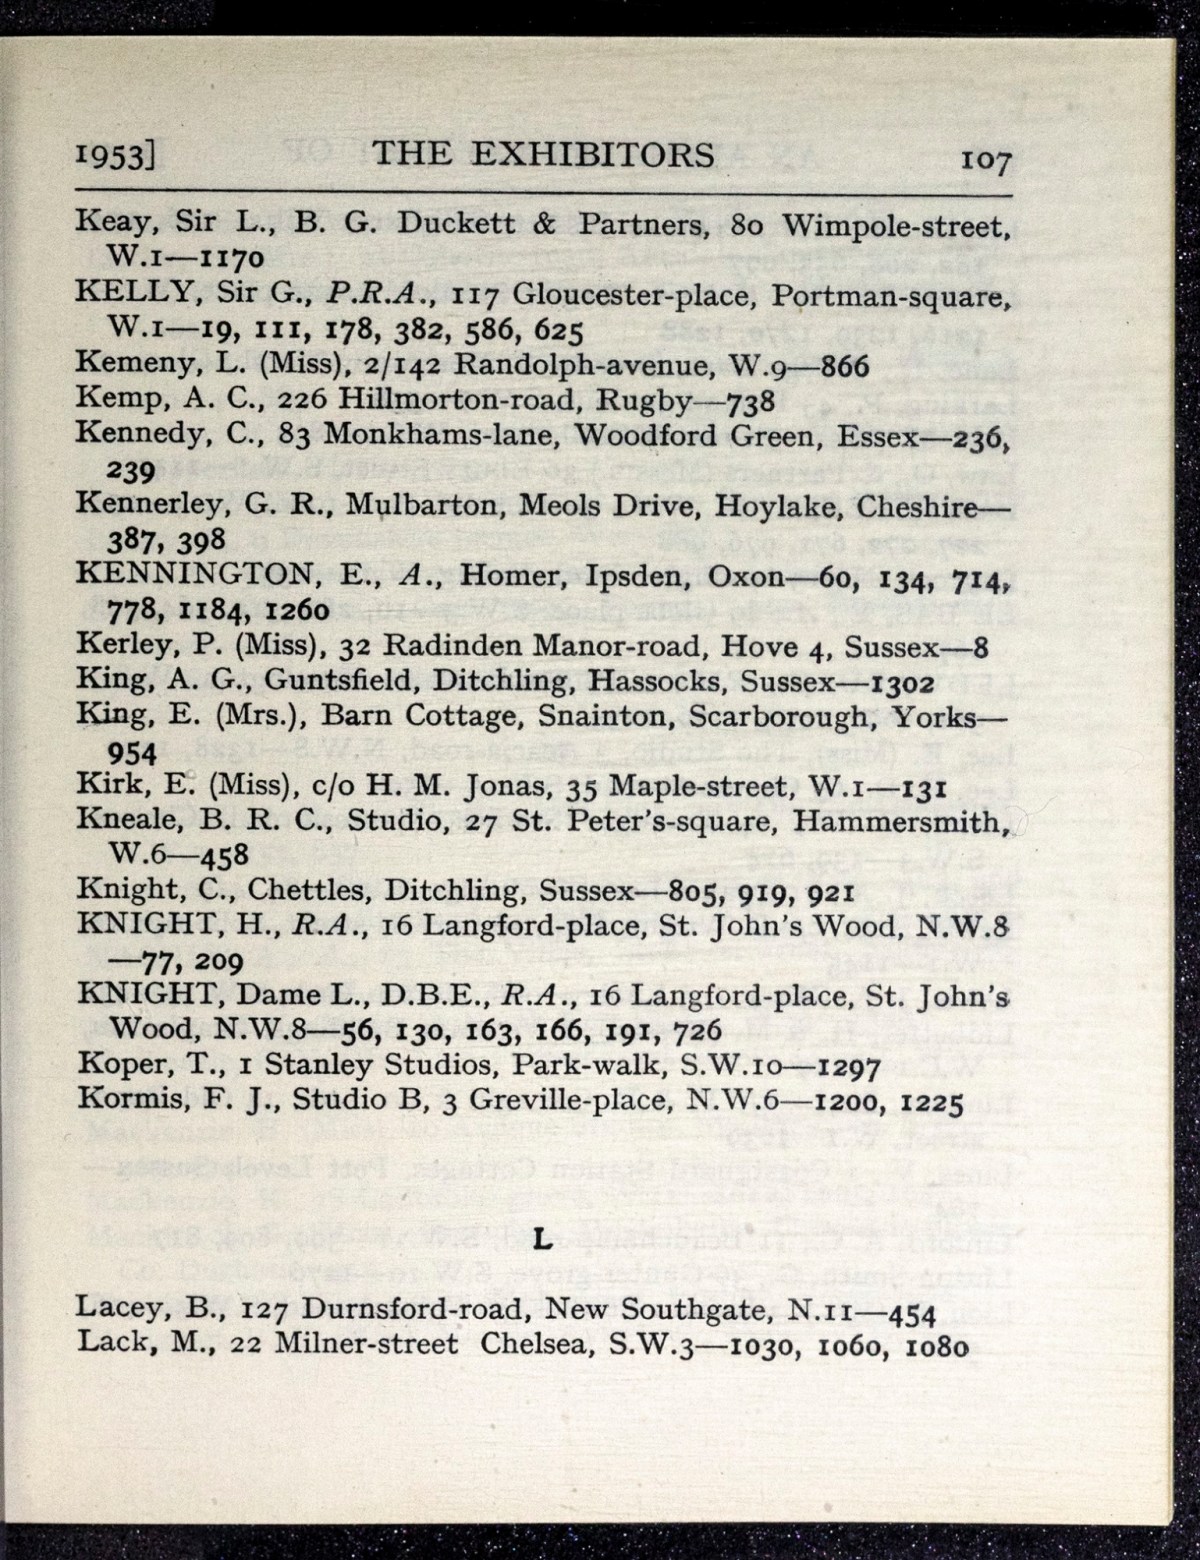 1953] THE EXHIBITORS 107
Keay, Sir L., B. G. Duckett & Partners, 80 Wimpole-street,
W.1—1170
KELLY, Sir G., P.R.A., 117 Gloucester-place, Portman-square,
W.1—19, 111, 178, 382, 586, 625
Kemeny, L. (Miss), 2/142 Randolph-avenue, W.9—866
Kemp, A. C., 226 Hillmorton-road, Rugby—738
Kennedy, C., 83 Monkhams-lane, Woodford Green, Essex—236,
239
Kennerley, G. R., Mulbarton, Meols Drive, Hoylake, Cheshire—
387, 398
KENNINGTON, E., A., Homer, Ipsden, Oxon—60, 134, 714,
778, 1184, 1260
Kerley, P. (Miss), 32 Radinden Manor-road, Hove 4, Sussex—8
King, A. G., Guntsfield, Ditchling, Hassocks, Sussex—1302
King, E. (Mrs.), Barn Cottage, Snainton, Scarborough, Yorks—
954
Kirk, E. (Miss), c/o H. M. Jonas, 35 Maple-street, W.1—131
Kneale, B. R. C., Studio, 27 St. Peter's-square, Hammersmith,
W.6—458
Knight, C., Chettles, Ditchling, Sussex—805, 919, 921
KNIGHT, H., R.A., 16 Langford-place, St. John's Wood, N.W.8
—77, 209
KNIGHT, Dame L., D.B.E., R.A., 16 Langford-place, St. John's
Wood, N.W.8—56, 130, 163, 166, 191, 726
Koper, T., 1 Stanley Studios, Park-walk, S.W.10—1297
Kormis, F. J., Studio B, 3 Greville-place, N.W.6—1200, 1225
L
Lacey, B., 127 Durnsford-road, New Southgate, N.11—454
Lack, M., 22 Milner-street Chelsea, S.W.3—1030, 1060, 1080